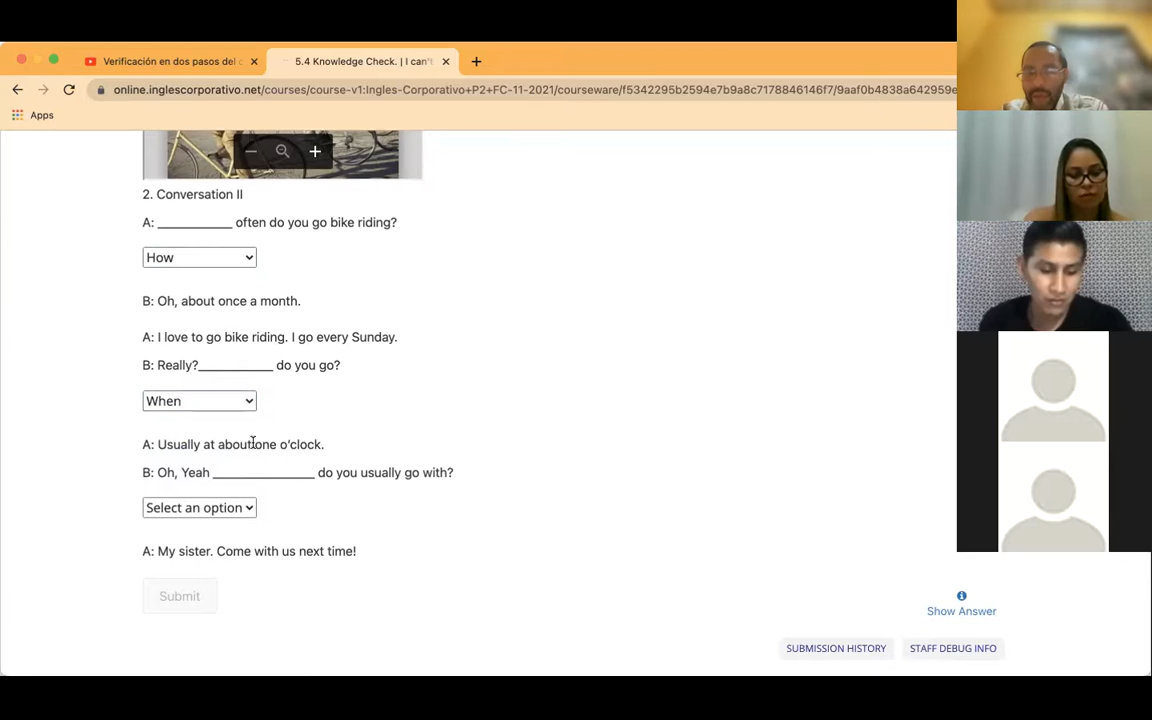 Verificación en dos pasos del c
5.4 Knowledge Check. | I can't
online.inglescorporativo.net/courses/course-v1:Ingles-Corporativo+P2+FC-11-2021/courseware/f5342295b2594e7b9a8c7178846146f7/9aaf0b4838a642959e
Apps
2. Conversation II
A: ____________ often do you go bike riding?
How
B: Oh, about once a month.
A: I love to go bike riding. I go every Sunday.
B: Really?____________ do you go?
When
A: Usually at about one o'clock.
B: Oh, Yeah ________________ do you usually go with?
Select an option
A: My sister. Come with us next time!
Submit
Show Answer
SUBMISSION HISTORY
STAFF DEBUG INFO